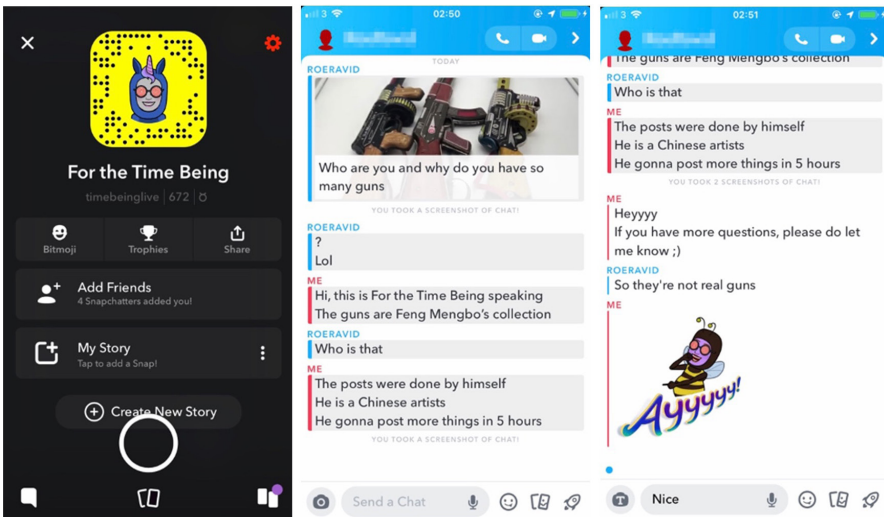 For the Time Being
timebeinglive | 672 |
Bitmoji
Trophies
Share
Add Friends
4 Snapchatters added you!
My Story
Tap to add a Snap!
Create New Story
3
02:50
TODAY
ROERAVID
Who are you and why do you have so
many guns
YOU TOOK A SCREENSHOT OF CHAT!
ROERAVID
?
Lol
ME
Hi, this is For the Time Being speaking
The guns are Feng Mengbo's collection
ROERAVID
Who is that
ME
The posts were done by himself
He is a Chinese artists
He gonna post more things in 5 hours
YOU TOOK A SCREENSHOT OF CHAT!
Send a Chat
3
02:51
The guns are Feng Mengbo's collection
ROERAVID
Who is that
ME
The posts were done by himself
He is a Chinese artists
He gonna post more things in 5 hours
YOU TOOK 2 SCREENSHOTS OF CHAT!
ME
Heyyyy
If you have more questions, please do let
me know ;)
ROERAVID
So they're not real guns
ME
Ayyyyy!
T
Nice